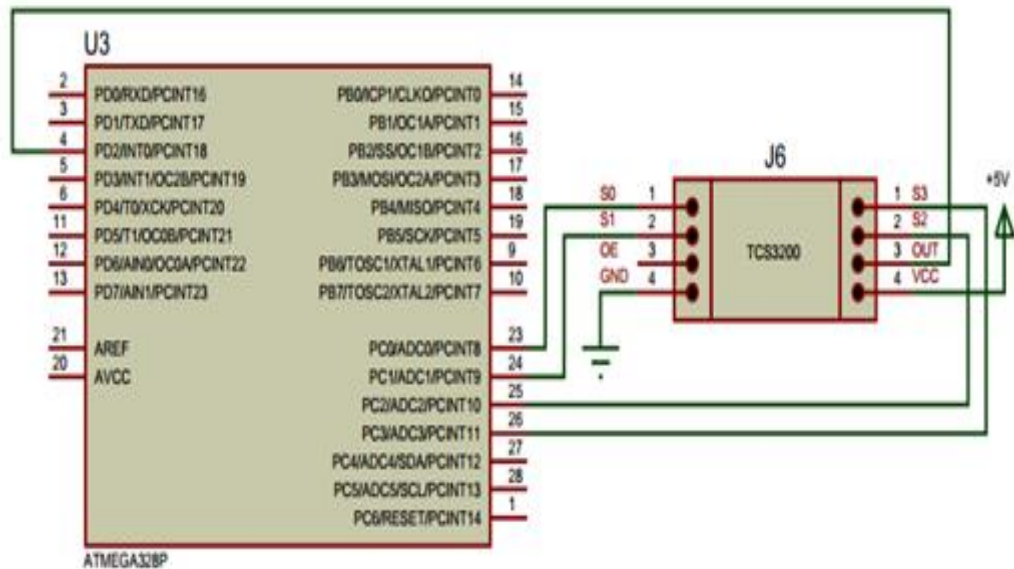 U3
2 PD0/RXD/PCINT16 PB0/ICP1/CLKO/PCINT0 14
3 PD1/TXD/PCINT17 PB1/OC1A/PCINT1 15
4 PD2/INT0/PCINT18 PB2/SS/OC1B/PCINT2 16
5 PD3/INT1/OC2B/PCINT19 PB3/MOSI/OC2A/PCINT3 17
6 PD4/T0/XCK/PCINT20 PB4/MISO/PCINT4 18
11 PD5/T1/OC0B/PCINT21 PB5/SCK/PCINT5 19
12 PD6/AIN0/OC0A/PCINT22 PB6/TOSC1/XTAL1/PCINT6 9
13 PD7/AIN1/PCINT23 PB7/TOSC2/XTAL2/PCINT7 10
21 AREF PC0/ADC0/PCINT8 23
20 AVCC PC1/ADC1/PCINT9 24
PC2/ADC2/PCINT10 25
PC3/ADC3/PCINT11 26
PC4/ADC4/SDA/PCINT12 27
PC5/ADC5/SCL/PCINT13 28
PC6/RESET/PCINT14 1
ATMEGA328P
J6
+5V
S0 1 1 S3
S1 2 2 S2
OE 3 TCS3200 3 OUT
GND 4 4 VCC